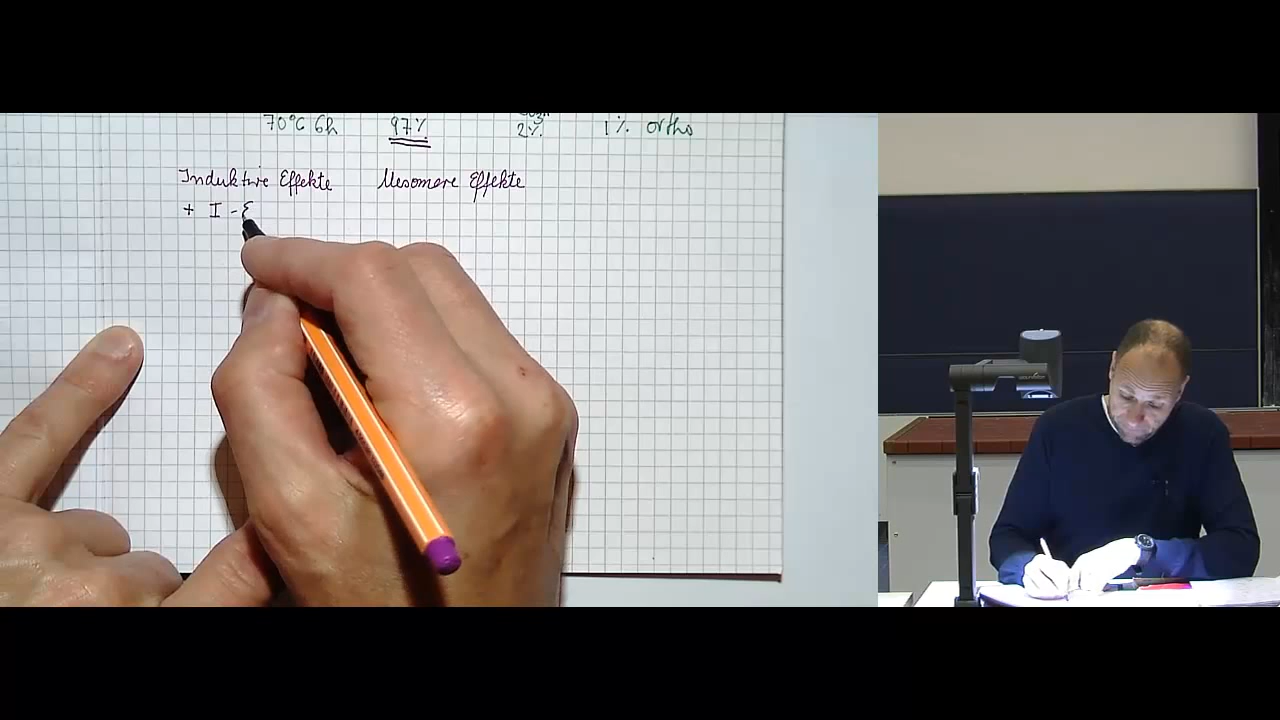 70°C 6h 97% 2% 1% ortho
Induktive Effekte Mesomere Effekte
+ I - E